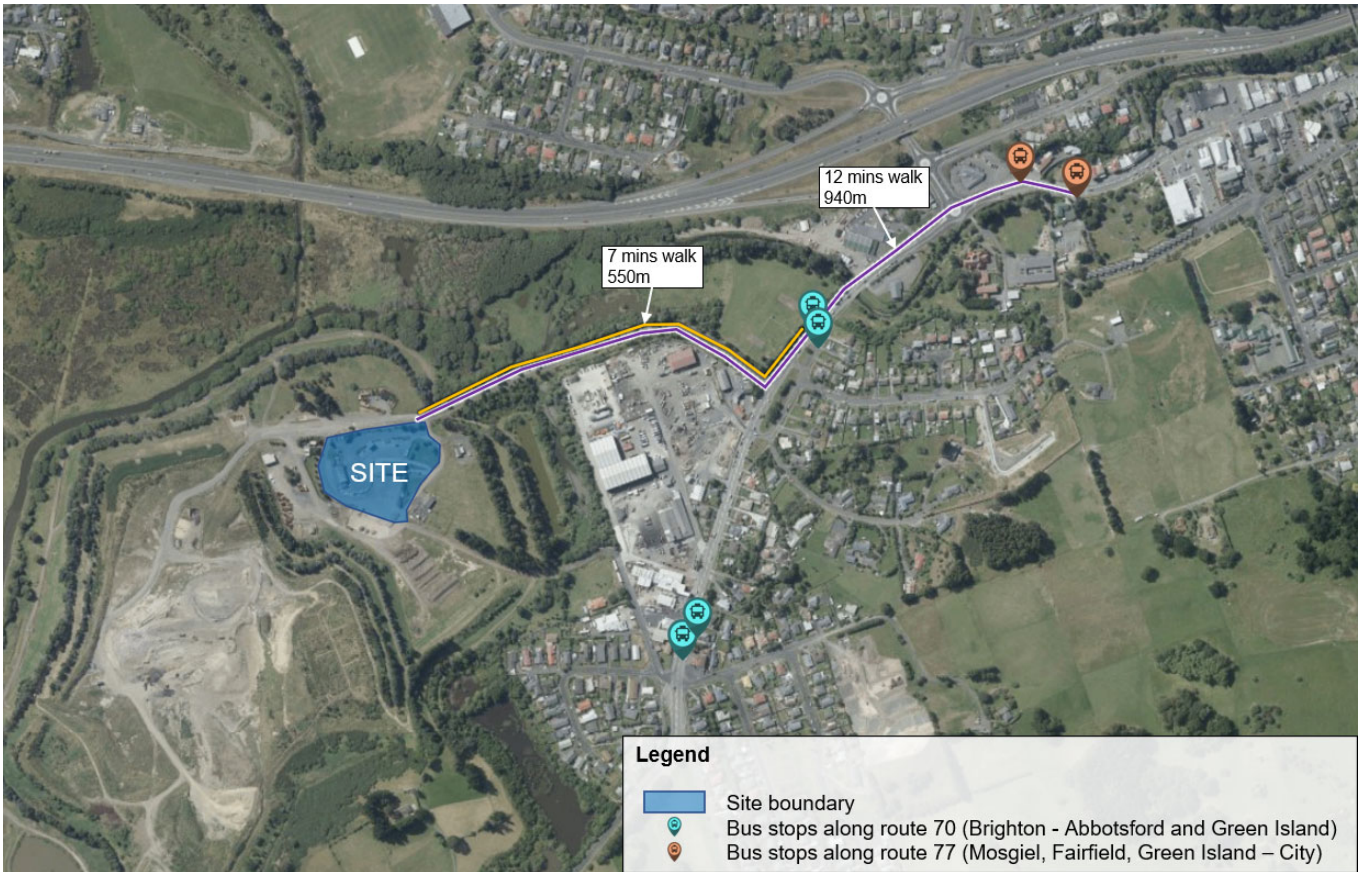 12 mins walk
940m
7 mins walk
550m
SITE
Legend
Site boundary
Bus stops along route 70 (Brighton - Abbotsford and Green Island)
Bus stops along route 77 (Mosgiel, Fairfield, Green Island – City)